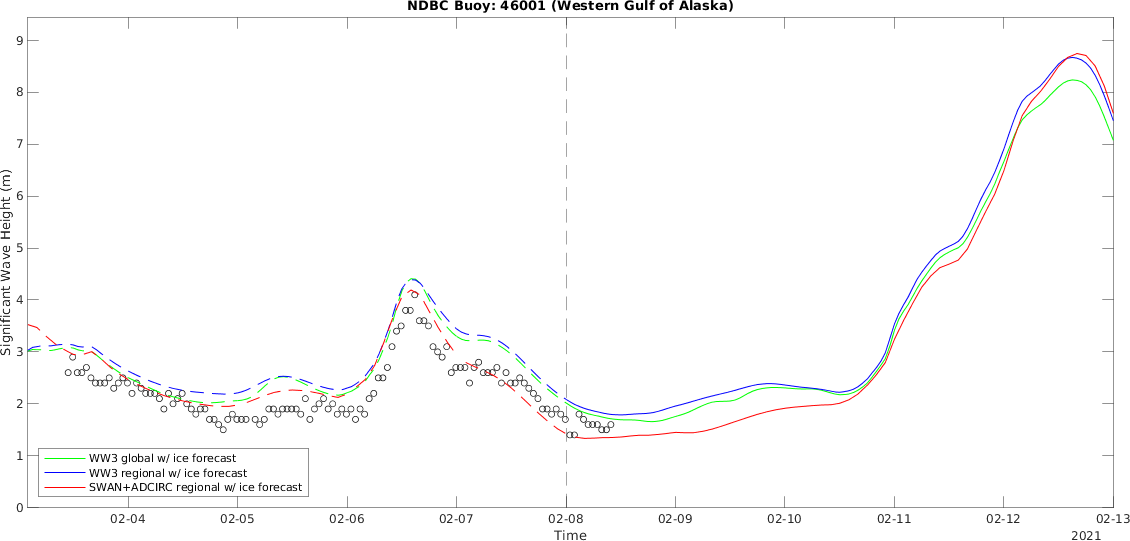 NDBC Buoy: 46001 (Western Gulf of Alaska)
Significant Wave Height (m)
9
8
7
6
5
4
3
2
1
0
WW3 global w/ ice forecast
WW3 regional w/ ice forecast
SWAN+ADCIRC regional w/ ice forecast
02-04 02-05 02-06 02-07 02-08 02-09 02-10 02-11 02-12 02-13
Time
2021